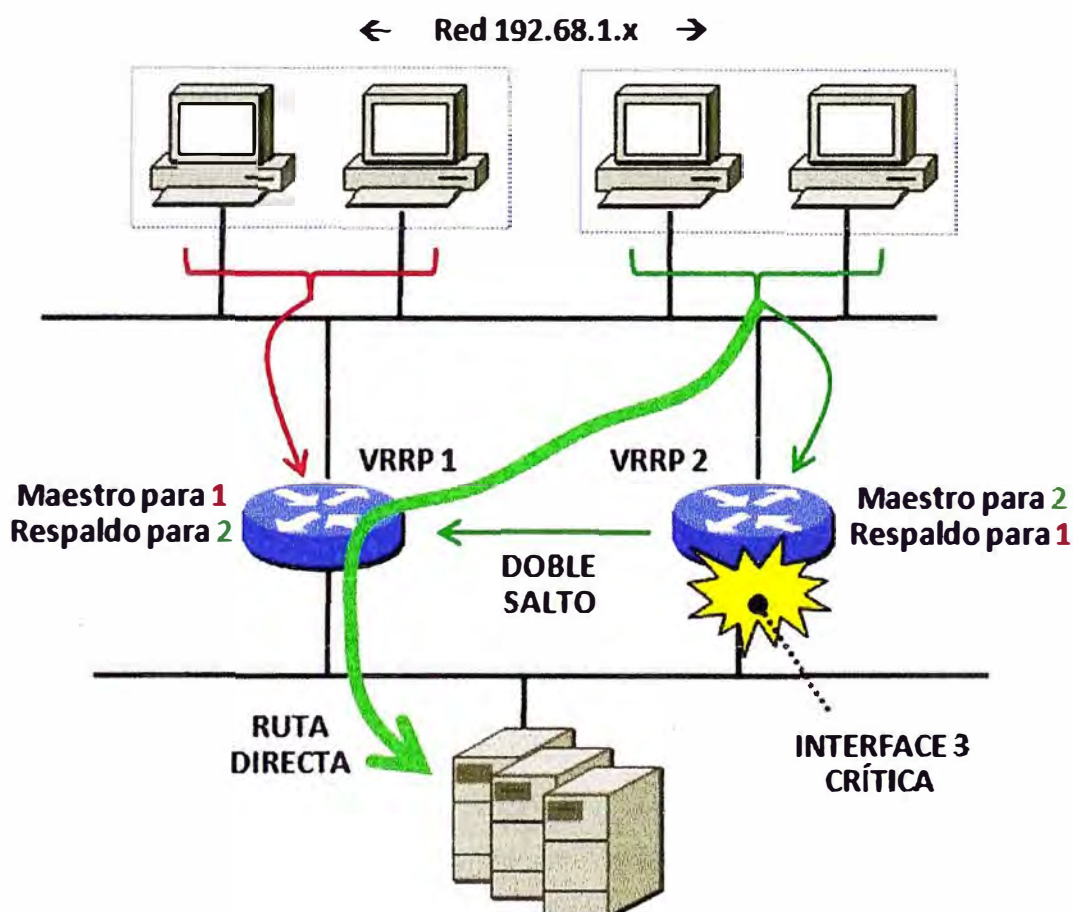 ← Red 192.68.1.x →
VRRP 1
VRRP 2
Maestro para 1
Respaldo para 2
Maestro para 2
Respaldo para 1
DOBLE
SALTO
RUTA
DIRECTA
INTERFACE 3
CRÍTICA